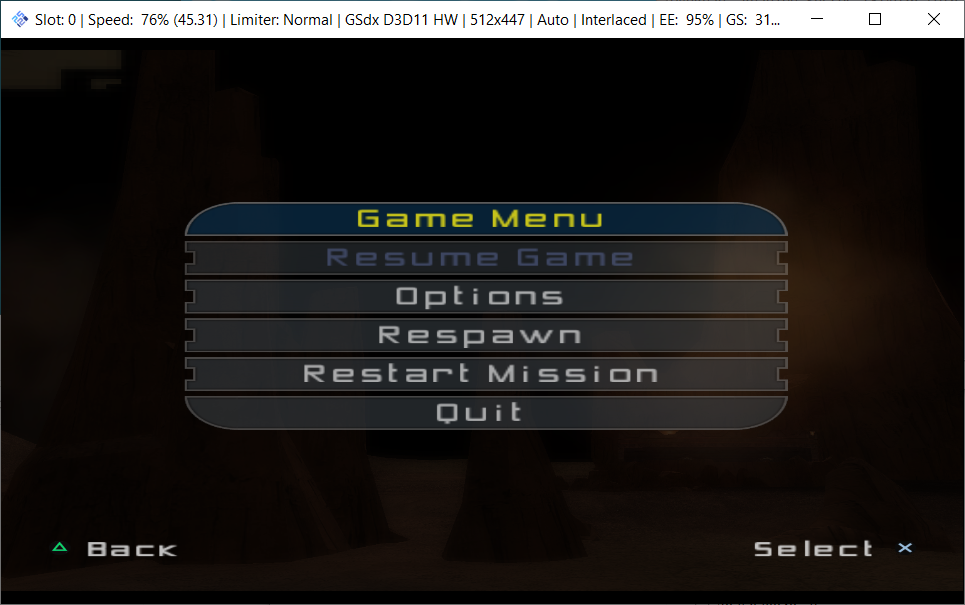 Slot: 0 | Speed: 76% (45.31) | Limiter: Normal | GSdx D3D11 HW | 512x447 | Auto | Interlaced | EE: 95% | GS: 31...
Game Menu
Resume Game
Options
Respawn
Restart Mission
Quit
Back
Select